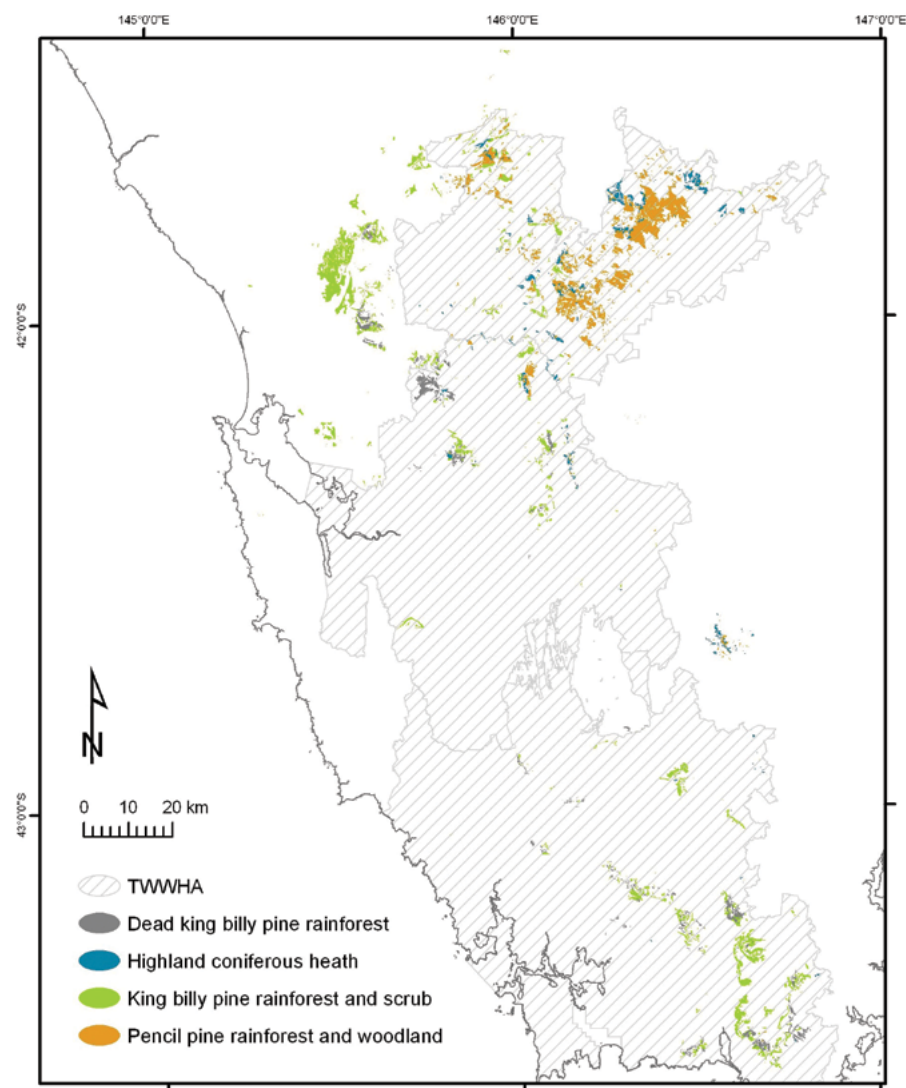 145°0'0"E 146°0'0"E 147°0'0"E
42°0'0"S
43°0'0"S
N
0 10 20 km
TWWHA
Dead king billy pine rainforest
Highland coniferous heath
King billy pine rainforest and scrub
Pencil pine rainforest and woodland